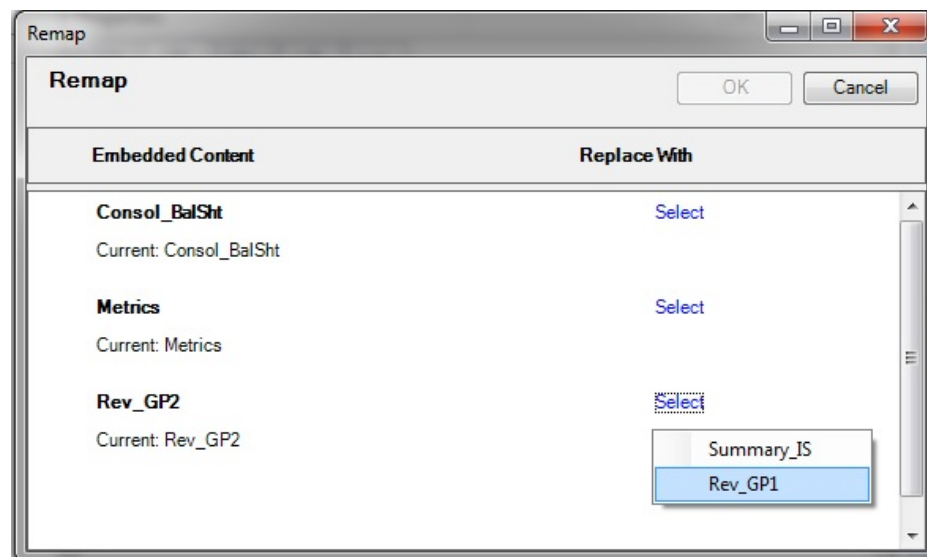 Remap
Remap
OK Cancel
Embedded Content Replace With
Consol_BalSht Select
Current: Consol_BalSht
Metrics Select
Current: Metrics
Rev_GP2 Select
Current: Rev_GP2
Summary_IS
Rev_GP1